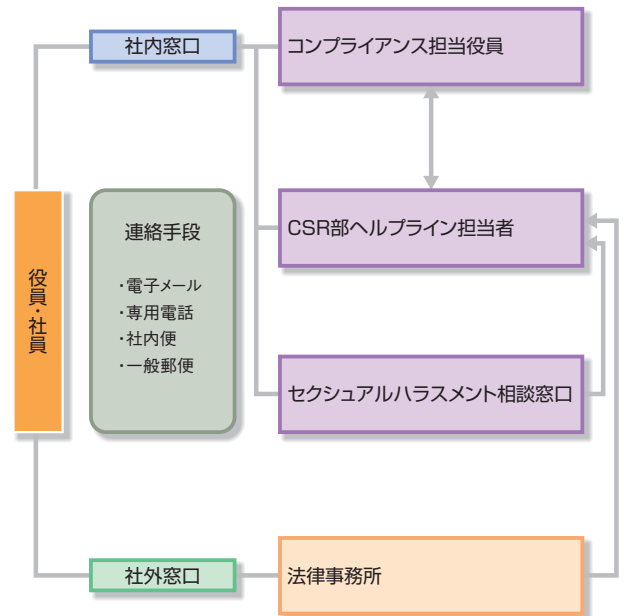 社内窓口
コンプライアンス担当役員
役員・社員
連絡手段
・電子メール
・専用電話
・社内便
・一般郵便
CSR部ヘルプライン担当者
セクシュアルハラスメント相談窓口
社外窓口
法律事務所